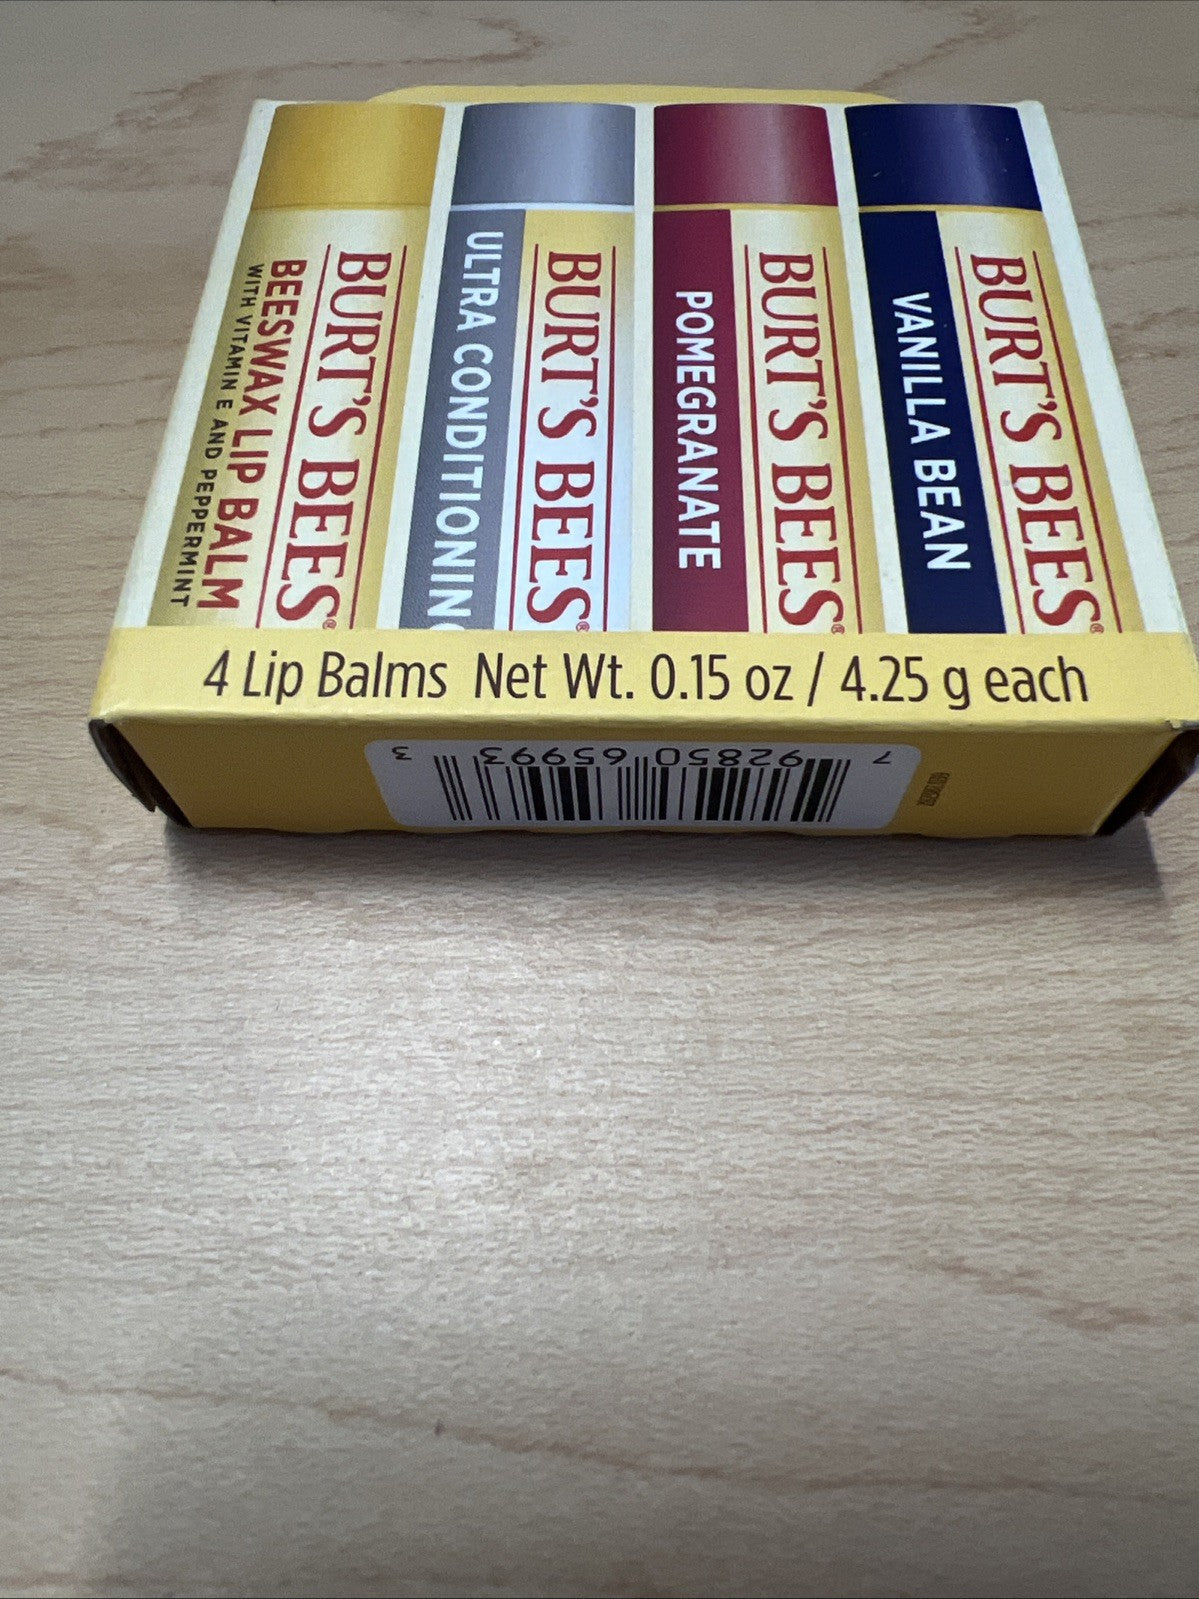 BURT'S BEES
BEESWAX LIP BALM
WITH VITAMIN E AND PEPPERMINT
BURT'S BEES®
ULTRA CONDITIONIN
BURT'S BEES®
POMEGRANATE
BURT'S BEES®
VANILLA BEAN
4 Lip Balms Net Wt. 0.15 oz / 4.25 g each
7 92850 65993 3